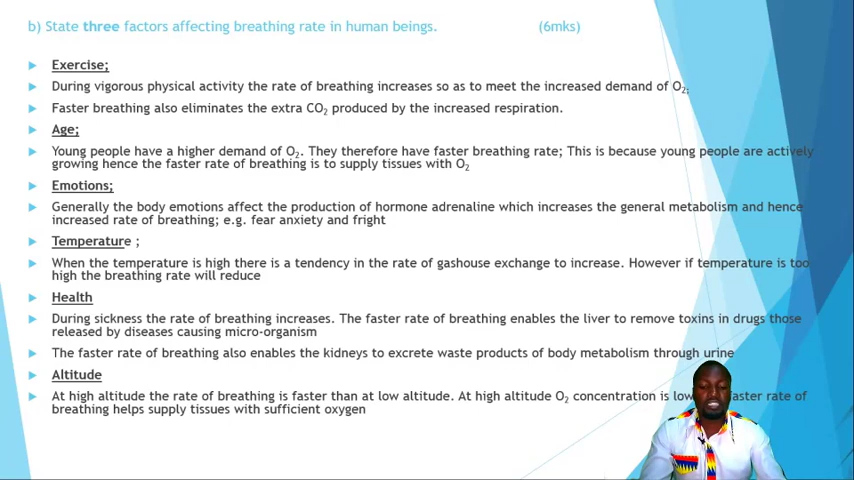 b) State three factors affecting breathing rate in human beings. (6mks)
Exercise;
During vigorous physical activity the rate of breathing increases so as to meet the increased demand of O2;
Faster breathing also eliminates the extra CO2 produced by the increased respiration.
Age;
Young people have a higher demand of O2. They therefore have faster breathing rate; This is because young people are actively
growing hence the faster rate of breathing is to supply tissues with O2
Emotions;
Generally the body emotions affect the production of hormone adrenaline which increases the general metabolism and hence
increased rate of breathing; e.g. fear anxiety and fright
Temperature ;
When the temperature is high there is a tendency in the rate of gashouse exchange to increase. However if temperature is too
high the breathing rate will reduce
Health
During sickness the rate of breathing increases. The faster rate of breathing enables the liver to remove toxins in drugs those
released by diseases causing micro-organism
The faster rate of breathing also enables the kidneys to excrete waste products of body metabolism through urine
Altitude
At high altitude the rate of breathing is faster than at low altitude. At high altitude O2 concentration is low faster rate of
breathing helps supply tissues with sufficient oxygen